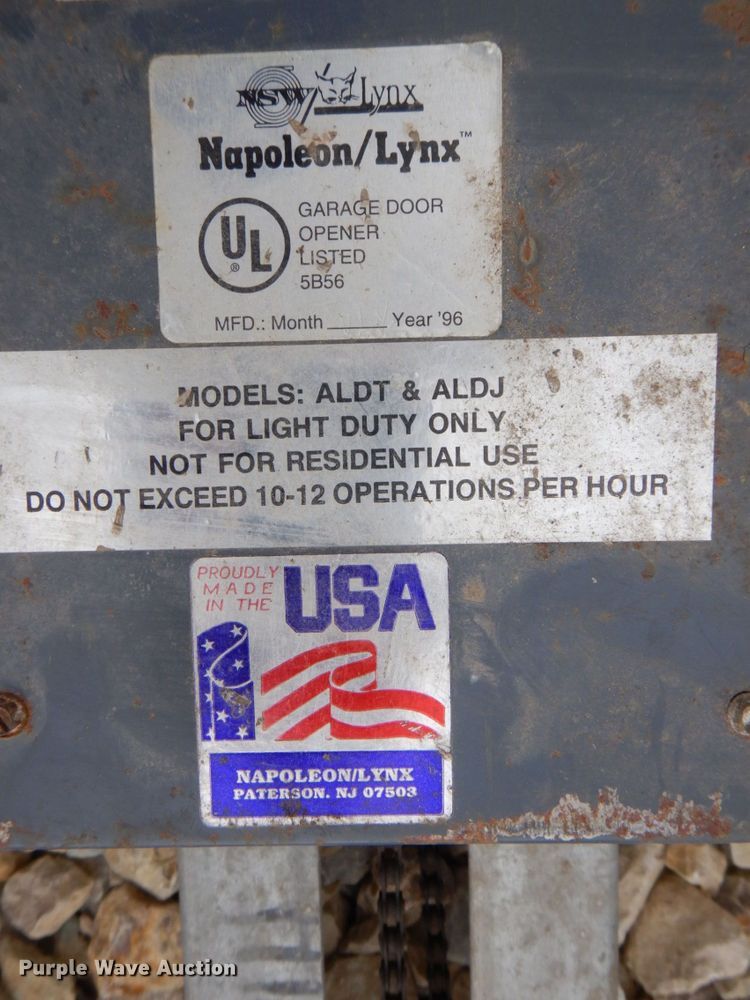 NSW Lynx
Napoleon/Lynx™
UL®
GARAGE DOOR
OPENER
LISTED
5B56
MFD.: Month ______ Year '96
MODELS: ALDT & ALDJ
FOR LIGHT DUTY ONLY
NOT FOR RESIDENTIAL USE
DO NOT EXCEED 10-12 OPERATIONS PER HOUR
PROUDLY
MADE
IN THE
USA
NAPOLEON/LYNX
PATERSON, NJ 07503
Purple Wave Auction